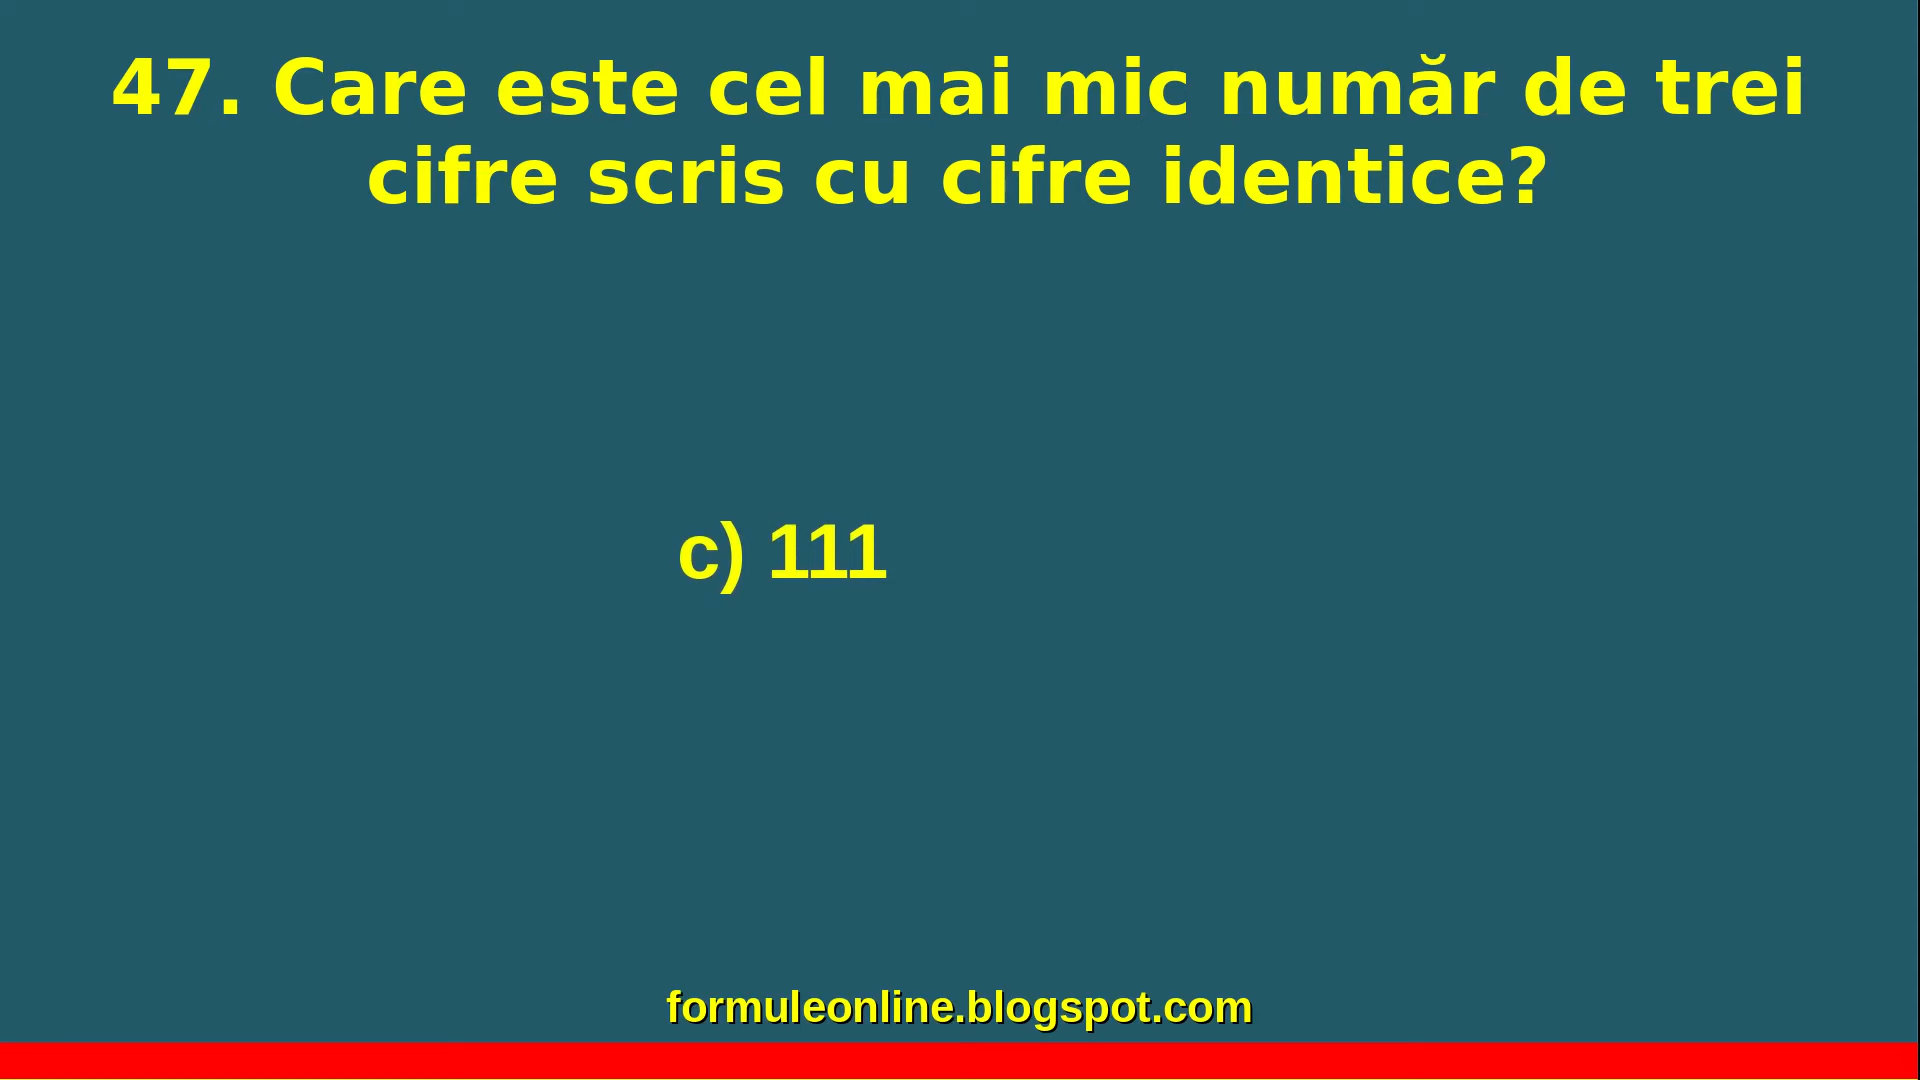 47. Care este cel mai mic număr de trei
cifre scris cu cifre identice?
c) 111
formuleonline.blogspot.com